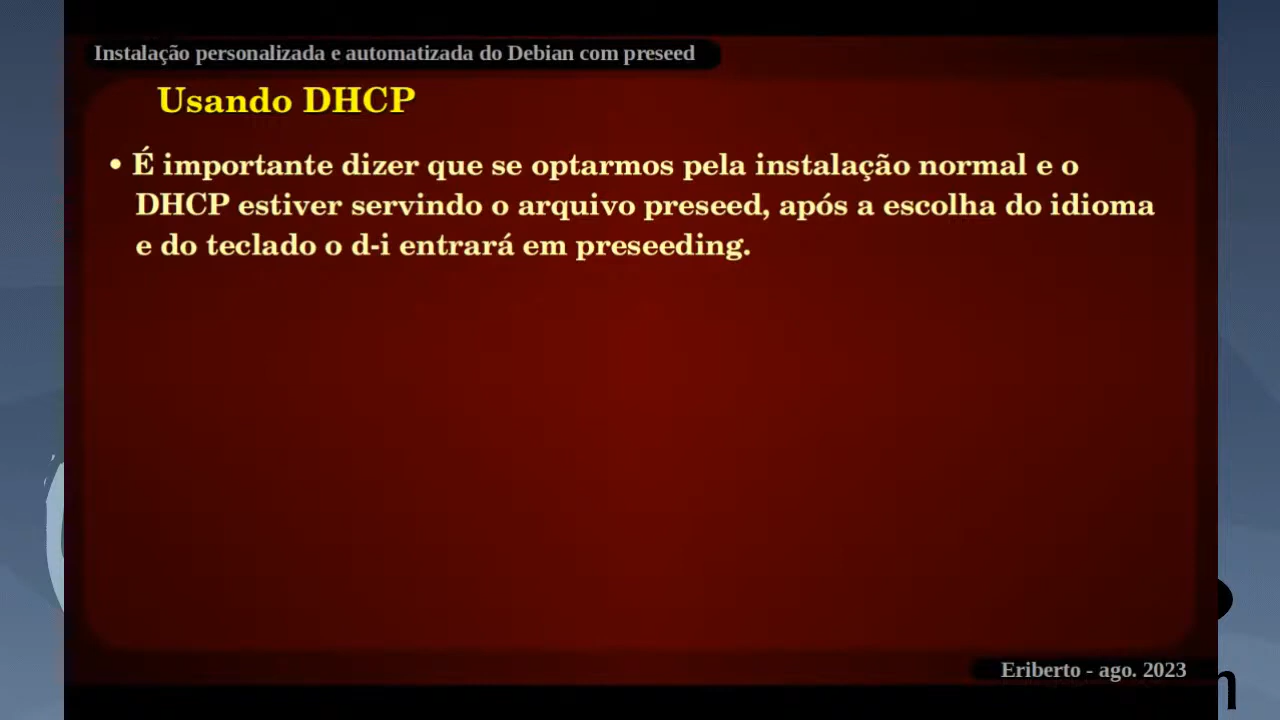 Instalação personalizada e automatizada do Debian com preseed
Usando DHCP
• É importante dizer que se optarmos pela instalação normal e o
DHCP estiver servindo o arquivo preseed, após a escolha do idioma
e do teclado o d-i entrará em preseeding.
Eriberto - ago. 2023